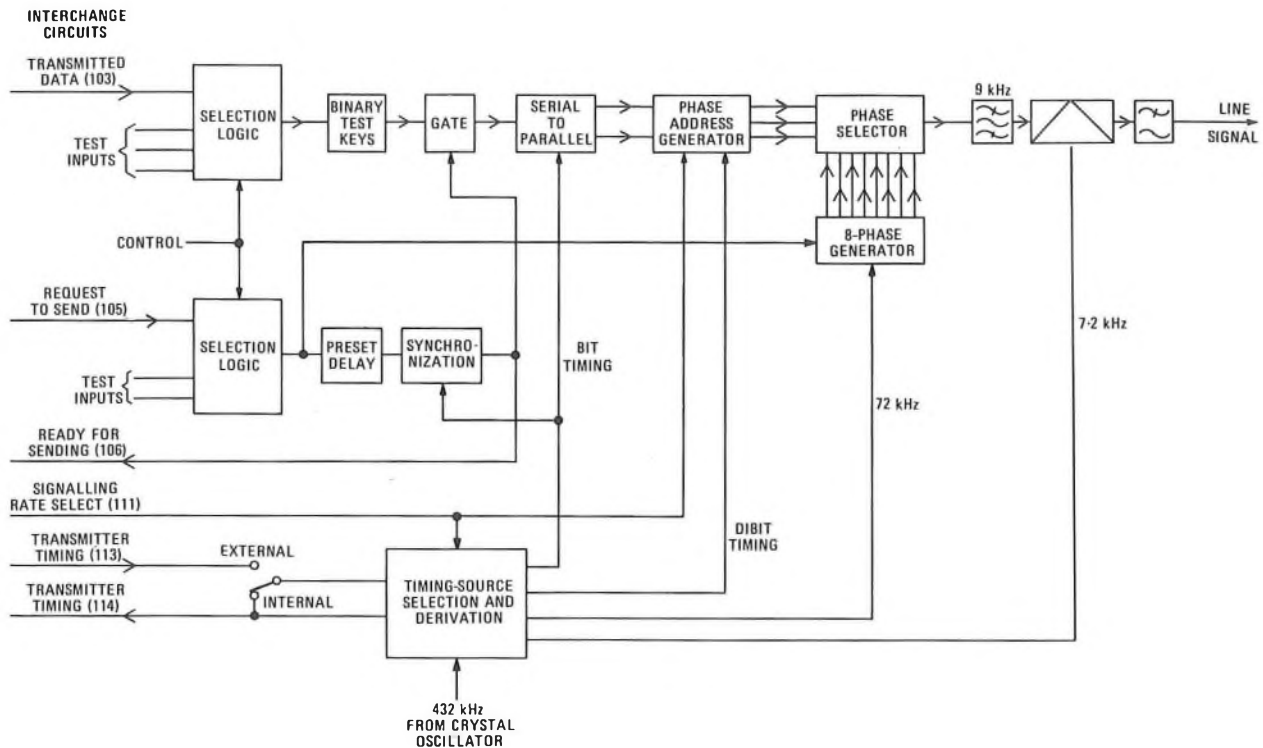 INTERCHANGE
CIRCUITS
TRANSMITTED
DATA (103)
TEST
INPUTS
SELECTION
LOGIC
BINARY
TEST
KEYS
GATE
SERIAL
TO
PARALLEL
PHASE
ADDRESS
GENERATOR
PHASE
SELECTOR
9 kHz
LINE
SIGNAL
8-PHASE
GENERATOR
CONTROL
REQUEST
TO SEND (105)
TEST
INPUTS
SELECTION
LOGIC
PRESET
DELAY
SYNCHRO-
NIZATION
BIT
TIMING
72 kHz
7·2 kHz
READY FOR
SENDING (106)
SIGNALLING
RATE SELECT (111)
TRANSMITTER
TIMING (113)
EXTERNAL
TRANSMITTER
TIMING (114)
INTERNAL
TIMING-SOURCE
SELECTION AND
DERIVATION
DIBIT
TIMING
432 kHz
FROM CRYSTAL
OSCILLATOR